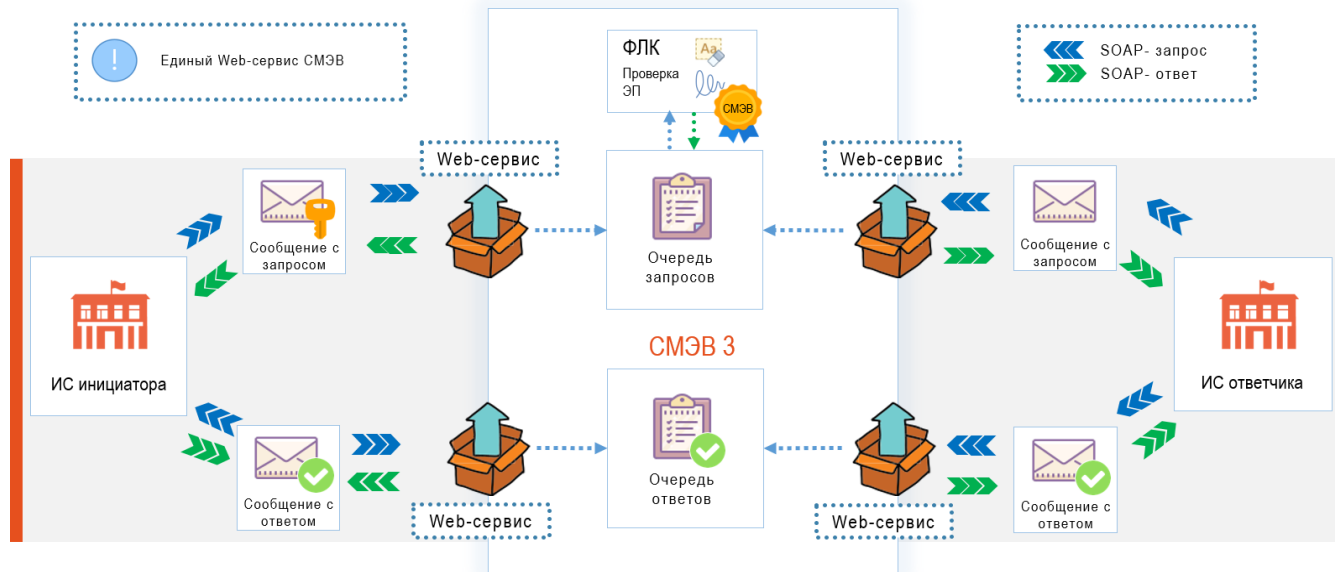 Единый Web-сервис СМЭВ
ФЛК
Проверка
ЭП
Aa
СМЭВ
SOAP- запрос
SOAP- ответ
Web-сервис
Web-сервис
Сообщение с
запросом
Очередь
запросов
Сообщение с
запросом
ИС инициатора
СМЭВ 3
ИС ответчика
Сообщение с
ответом
Web-сервис
Очередь
ответов
Web-сервис
Сообщение с
ответом